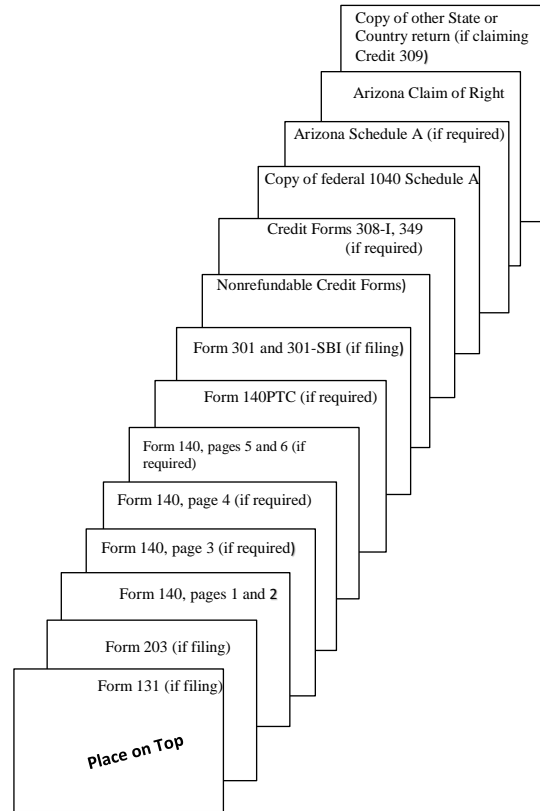 Copy of other State or
Country return (if claiming
Credit 309)
Arizona Claim of Right
Arizona Schedule A (if required)
Copy of federal 1040 Schedule A
Credit Forms 308-I, 349
(if required)
Nonrefundable Credit Forms)
Form 301 and 301-SBI (if filing)
Form 140PTC (if required)
Form 140, pages 5 and 6 (if
required)
Form 140, page 4 (if required)
Form 140, page 3 (if required)
Form 140, pages 1 and 2
Form 203 (if filing)
Form 131 (if filing)
Place on Top